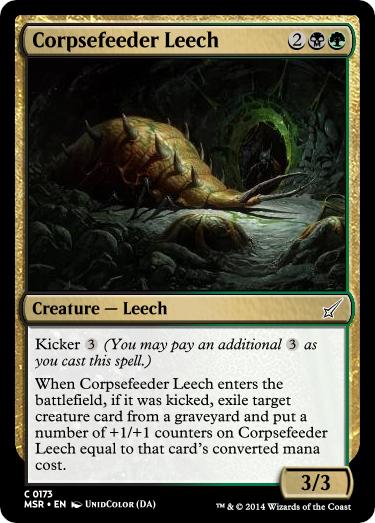 Corpsefeeder Leech 2
Creature — Leech
Kicker 3 (You may pay an additional 3 as
you cast this spell.)
When Corpsefeeder Leech enters the
battlefield, if it was kicked, exile target
creature card from a graveyard and put a
number of +1/+1 counters on Corpsefeeder
Leech equal to that card's converted mana
cost.
3/3
C 0173
MSR • EN UnidColor (DA)
™ & © 2014 Wizards of the Coast